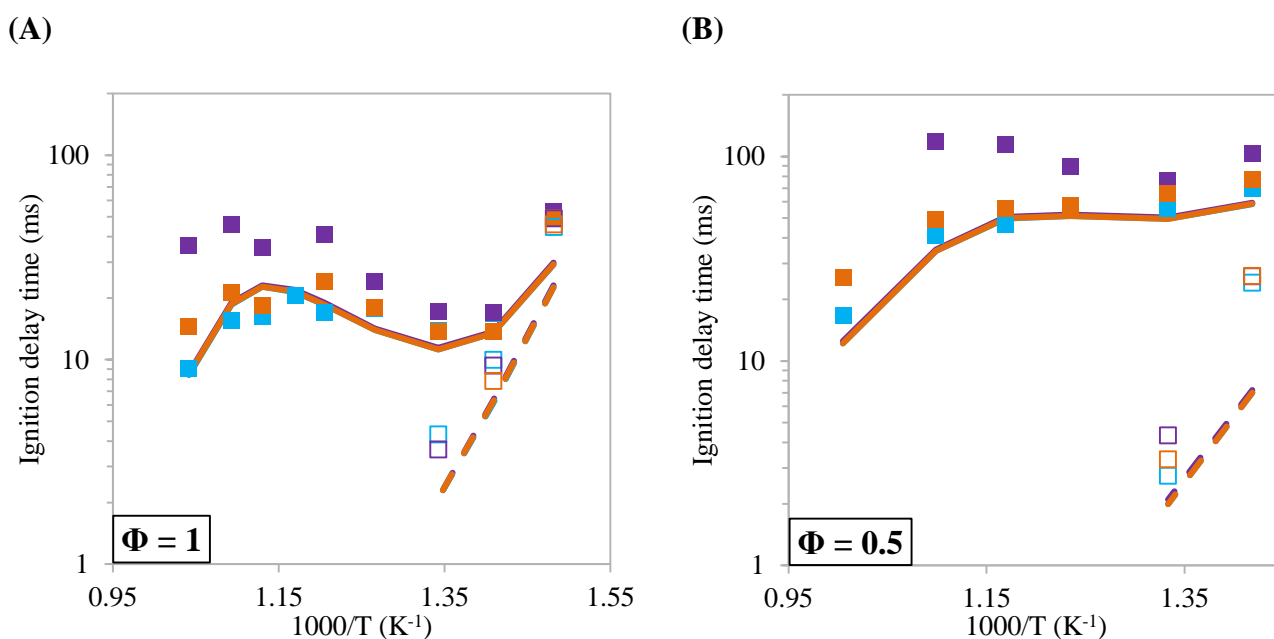 (A)
Ignition delay time (ms)
100
10
1
Φ = 1
0.95 1.15 1.35 1.55
1000/T (K⁻¹)
(B)
Ignition delay time (ms)
100
10
1
Φ = 0.5
0.95 1.15 1.35
1000/T (K⁻¹)